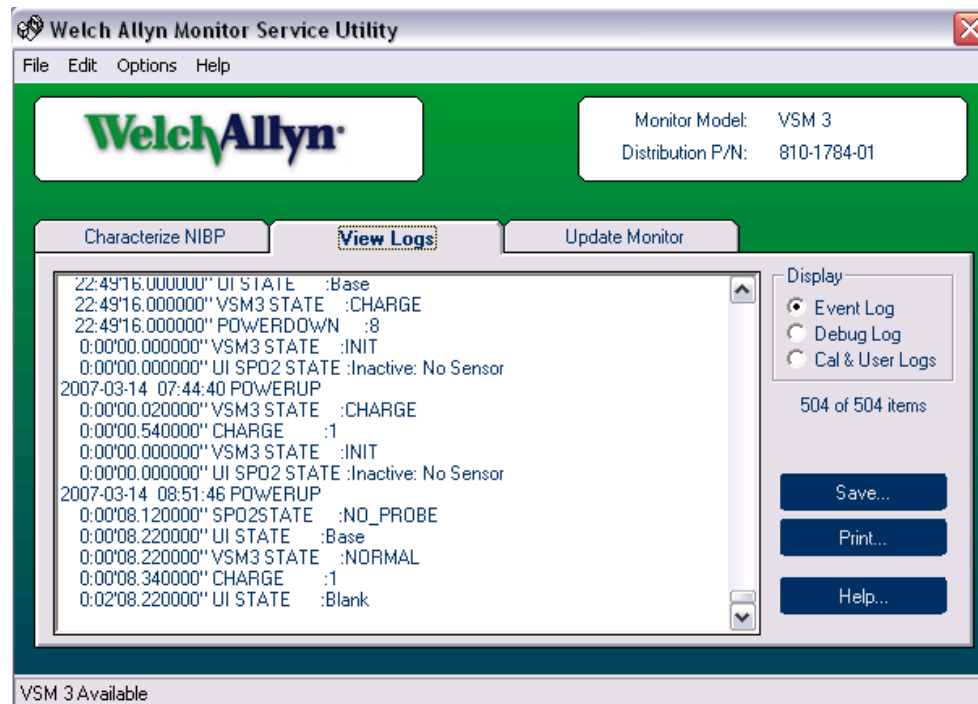 Welch Allyn Monitor Service Utility
File Edit Options Help
WelchAllyn
Monitor Model: VSM 3
Distribution P/N: 810-1784-01
Characterize NIBP
View Logs
Update Monitor
22:49'16.000000" UI STATE :Base
22:49'16.000000" VSM3 STATE :CHARGE
22:49'16.000000" POWERDOWN :8
0:00'00.000000" VSM3 STATE :INIT
0:00'00.000000" UI SPO2 STATE :Inactive: No Sensor
2007-03-14 07:44:40 POWERUP
0:00'00.020000" VSM3 STATE :CHARGE
0:00'00.540000" CHARGE :1
0:00'00.000000" VSM3 STATE :INIT
0:00'00.000000" UI SPO2 STATE :Inactive: No Sensor
2007-03-14 08:51:46 POWERUP
0:00'08.120000" SPO2STATE :NO_PROBE
0:00'08.220000" UI STATE :Base
0:00'08.220000" VSM3 STATE :NORMAL
0:00'08.340000" CHARGE :1
0:02'08.220000" UI STATE :Blank
Display
Event Log
Debug Log
Cal & User Logs
504 of 504 items
Save...
Print...
Help...
VSM 3 Available